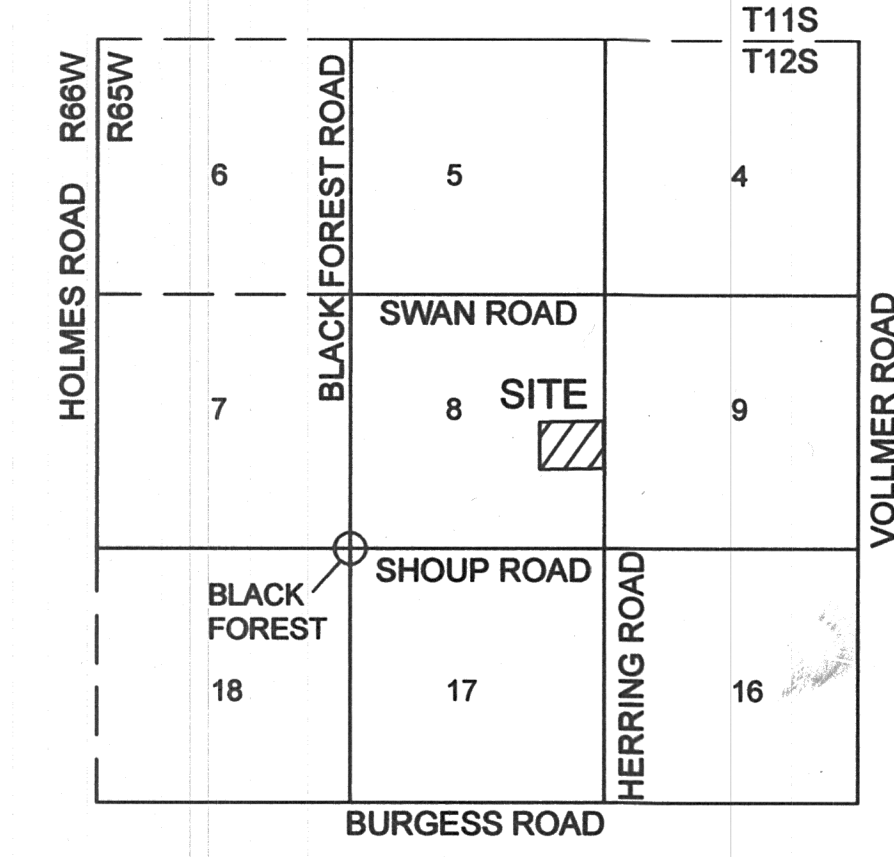 T11S
T12S
HOLMES ROAD R66W
R65W
BLACK FOREST ROAD
6
5
4
SWAN ROAD
7
8
SITE
9
VOLLMER ROAD
SHOUP ROAD
BLACK
FOREST
HERRING ROAD
18
17
16
BURGESS ROAD